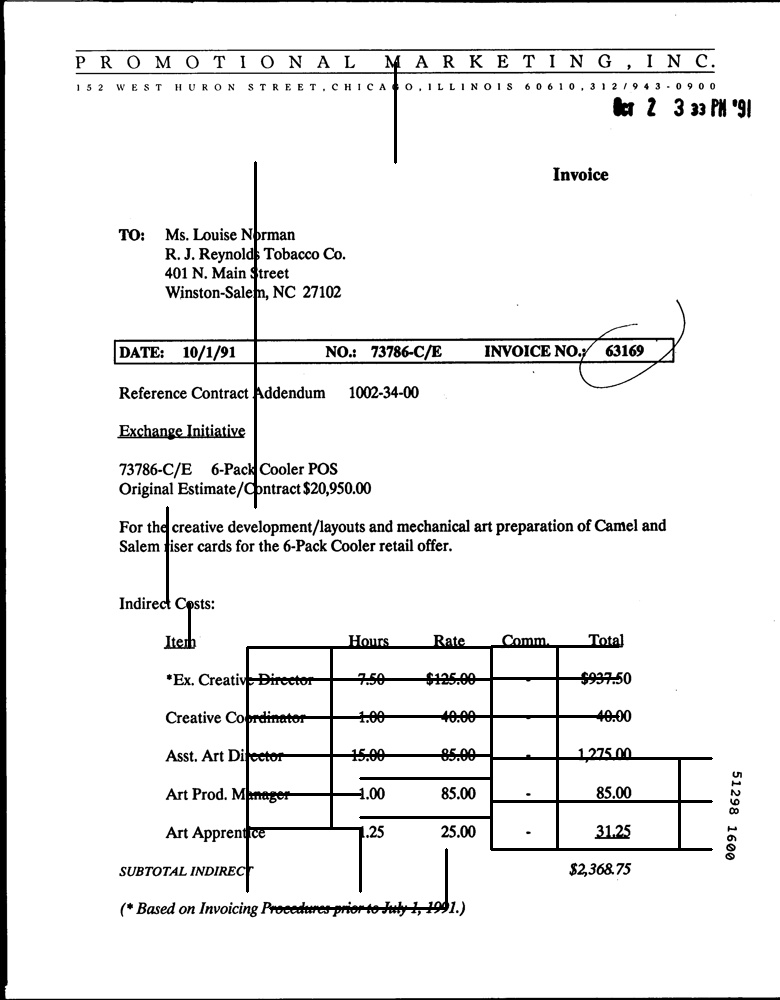 PROMOTIONAL MARKETING, INC.
152 WEST HURON STREET, CHICAGO, ILLINOIS 60610, 312/943-0900
Oct 2 3 33 PM '91
Invoice
TO: Ms. Louise Norman
R. J. Reynolds Tobacco Co.
401 N. Main Street
Winston-Salem, NC 27102
DATE: 10/1/91 NO.: 73786-C/E INVOICE NO.: 63169
Reference Contract Addendum 1002-34-00
Exchange Initiative
73786-C/E 6-Pack Cooler POS
Original Estimate/Contract $20,950.00
For the creative development/layouts and mechanical art preparation of Camel and
Salem riser cards for the 6-Pack Cooler retail offer.
Indirect Costs:
Item Hours Rate Comm. Total
*Ex. Creative Director 7.50 $125.00 - $937.50
Creative Coordinator 1.00 40.00 - 40.00
Asst. Art Director 15.00 85.00 - 1,275.00
Art Prod. Manager 1.00 85.00 - 85.00
Art Apprentice 1.25 25.00 - 31.25
SUBTOTAL INDIRECT $2,368.75
(* Based on Invoicing Procedures prior to July 1, 1991.)
51298 1600